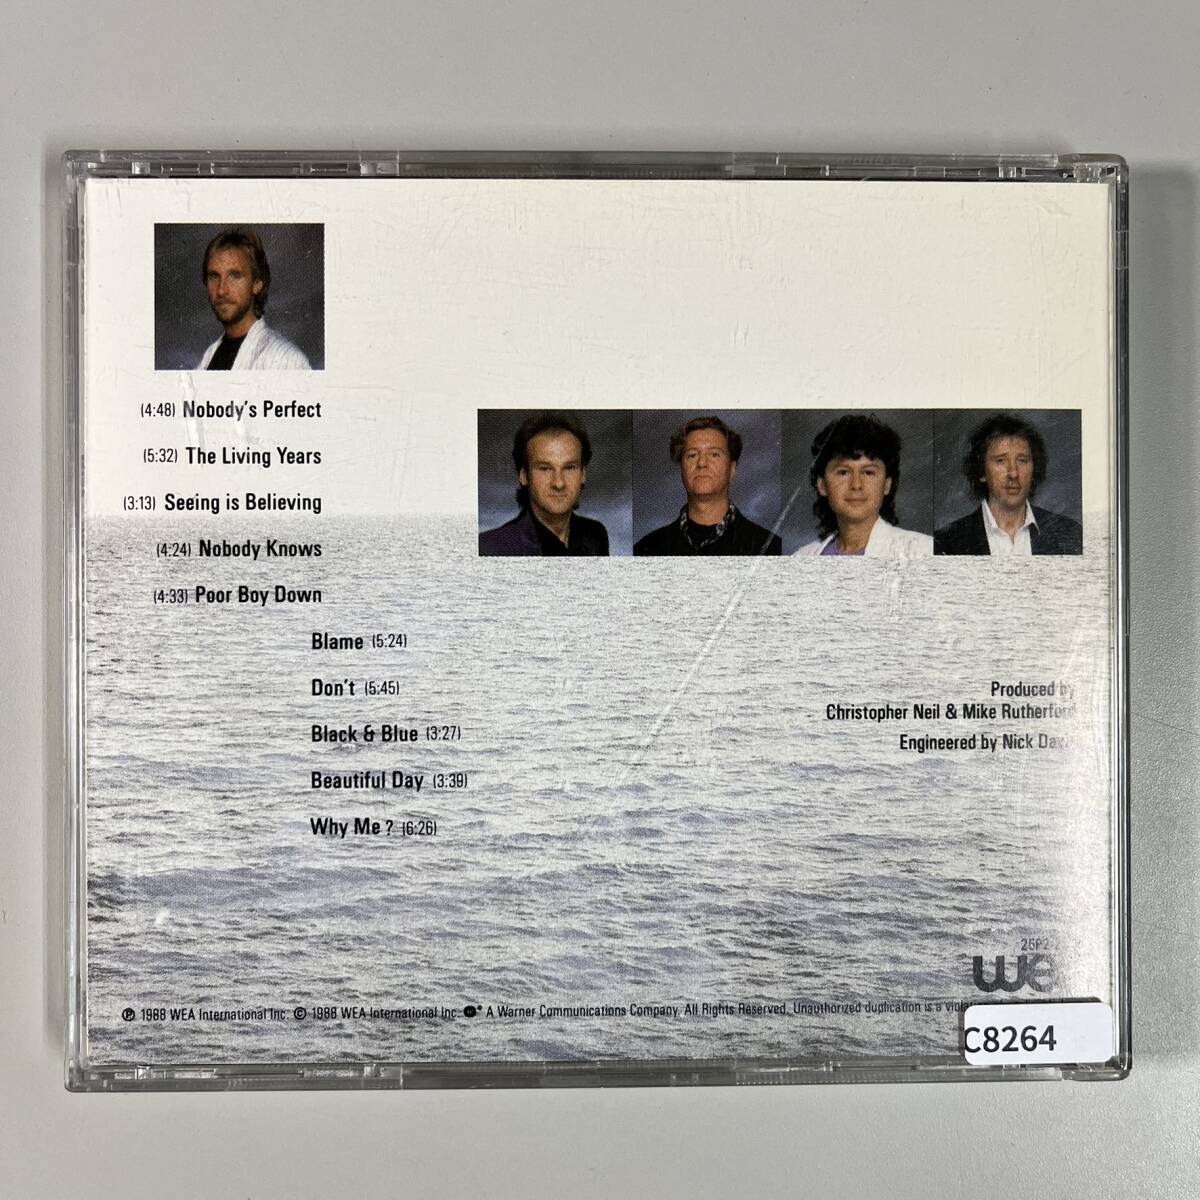 (4:48) Nobody's Perfect
(5:32) The Living Years
(3:13) Seeing is Believing
(4:24) Nobody Knows
(4:33) Poor Boy Down
Blame (5:24)
Don't (5:45)
Black & Blue (3:27)
Beautiful Day (3:39)
Why Me? (6:26)
Produced by
Christopher Neil & Mike Rutherford
Engineered by Nick
we
℗ 1988 WEA International Inc. © 1988 WEA International Inc. * A Warner Communications Company. All Rights Reserved. Unauthorized duplication is a
C8264